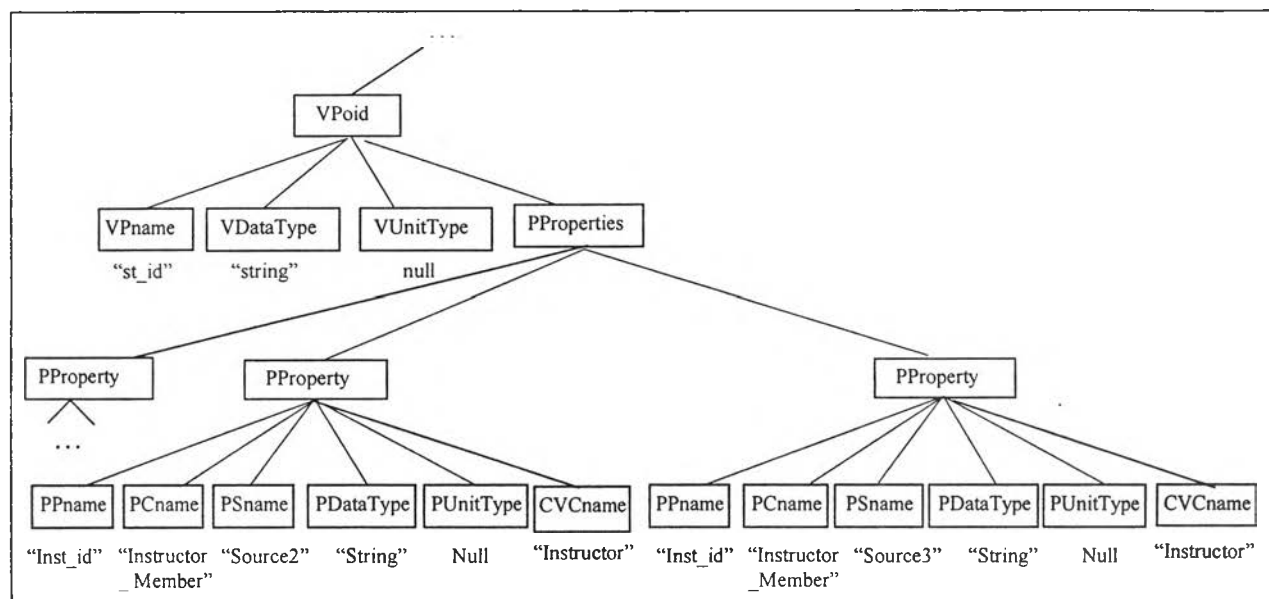 ....
VPoid
VPname VDataType VUnitType PProperties
“st_id” “string” null
PProperty PProperty PProperty
...
PPname PCname PSname PDataType PUnitType CVCname PPname PCname PSname PDataType PUnitType CVCname
“Inst_id” “Instructor “Source2” “String” Null “Instructor” “Inst_id” “Instructor “Source3” “String” Null “Instructor”
_Member” _Member”